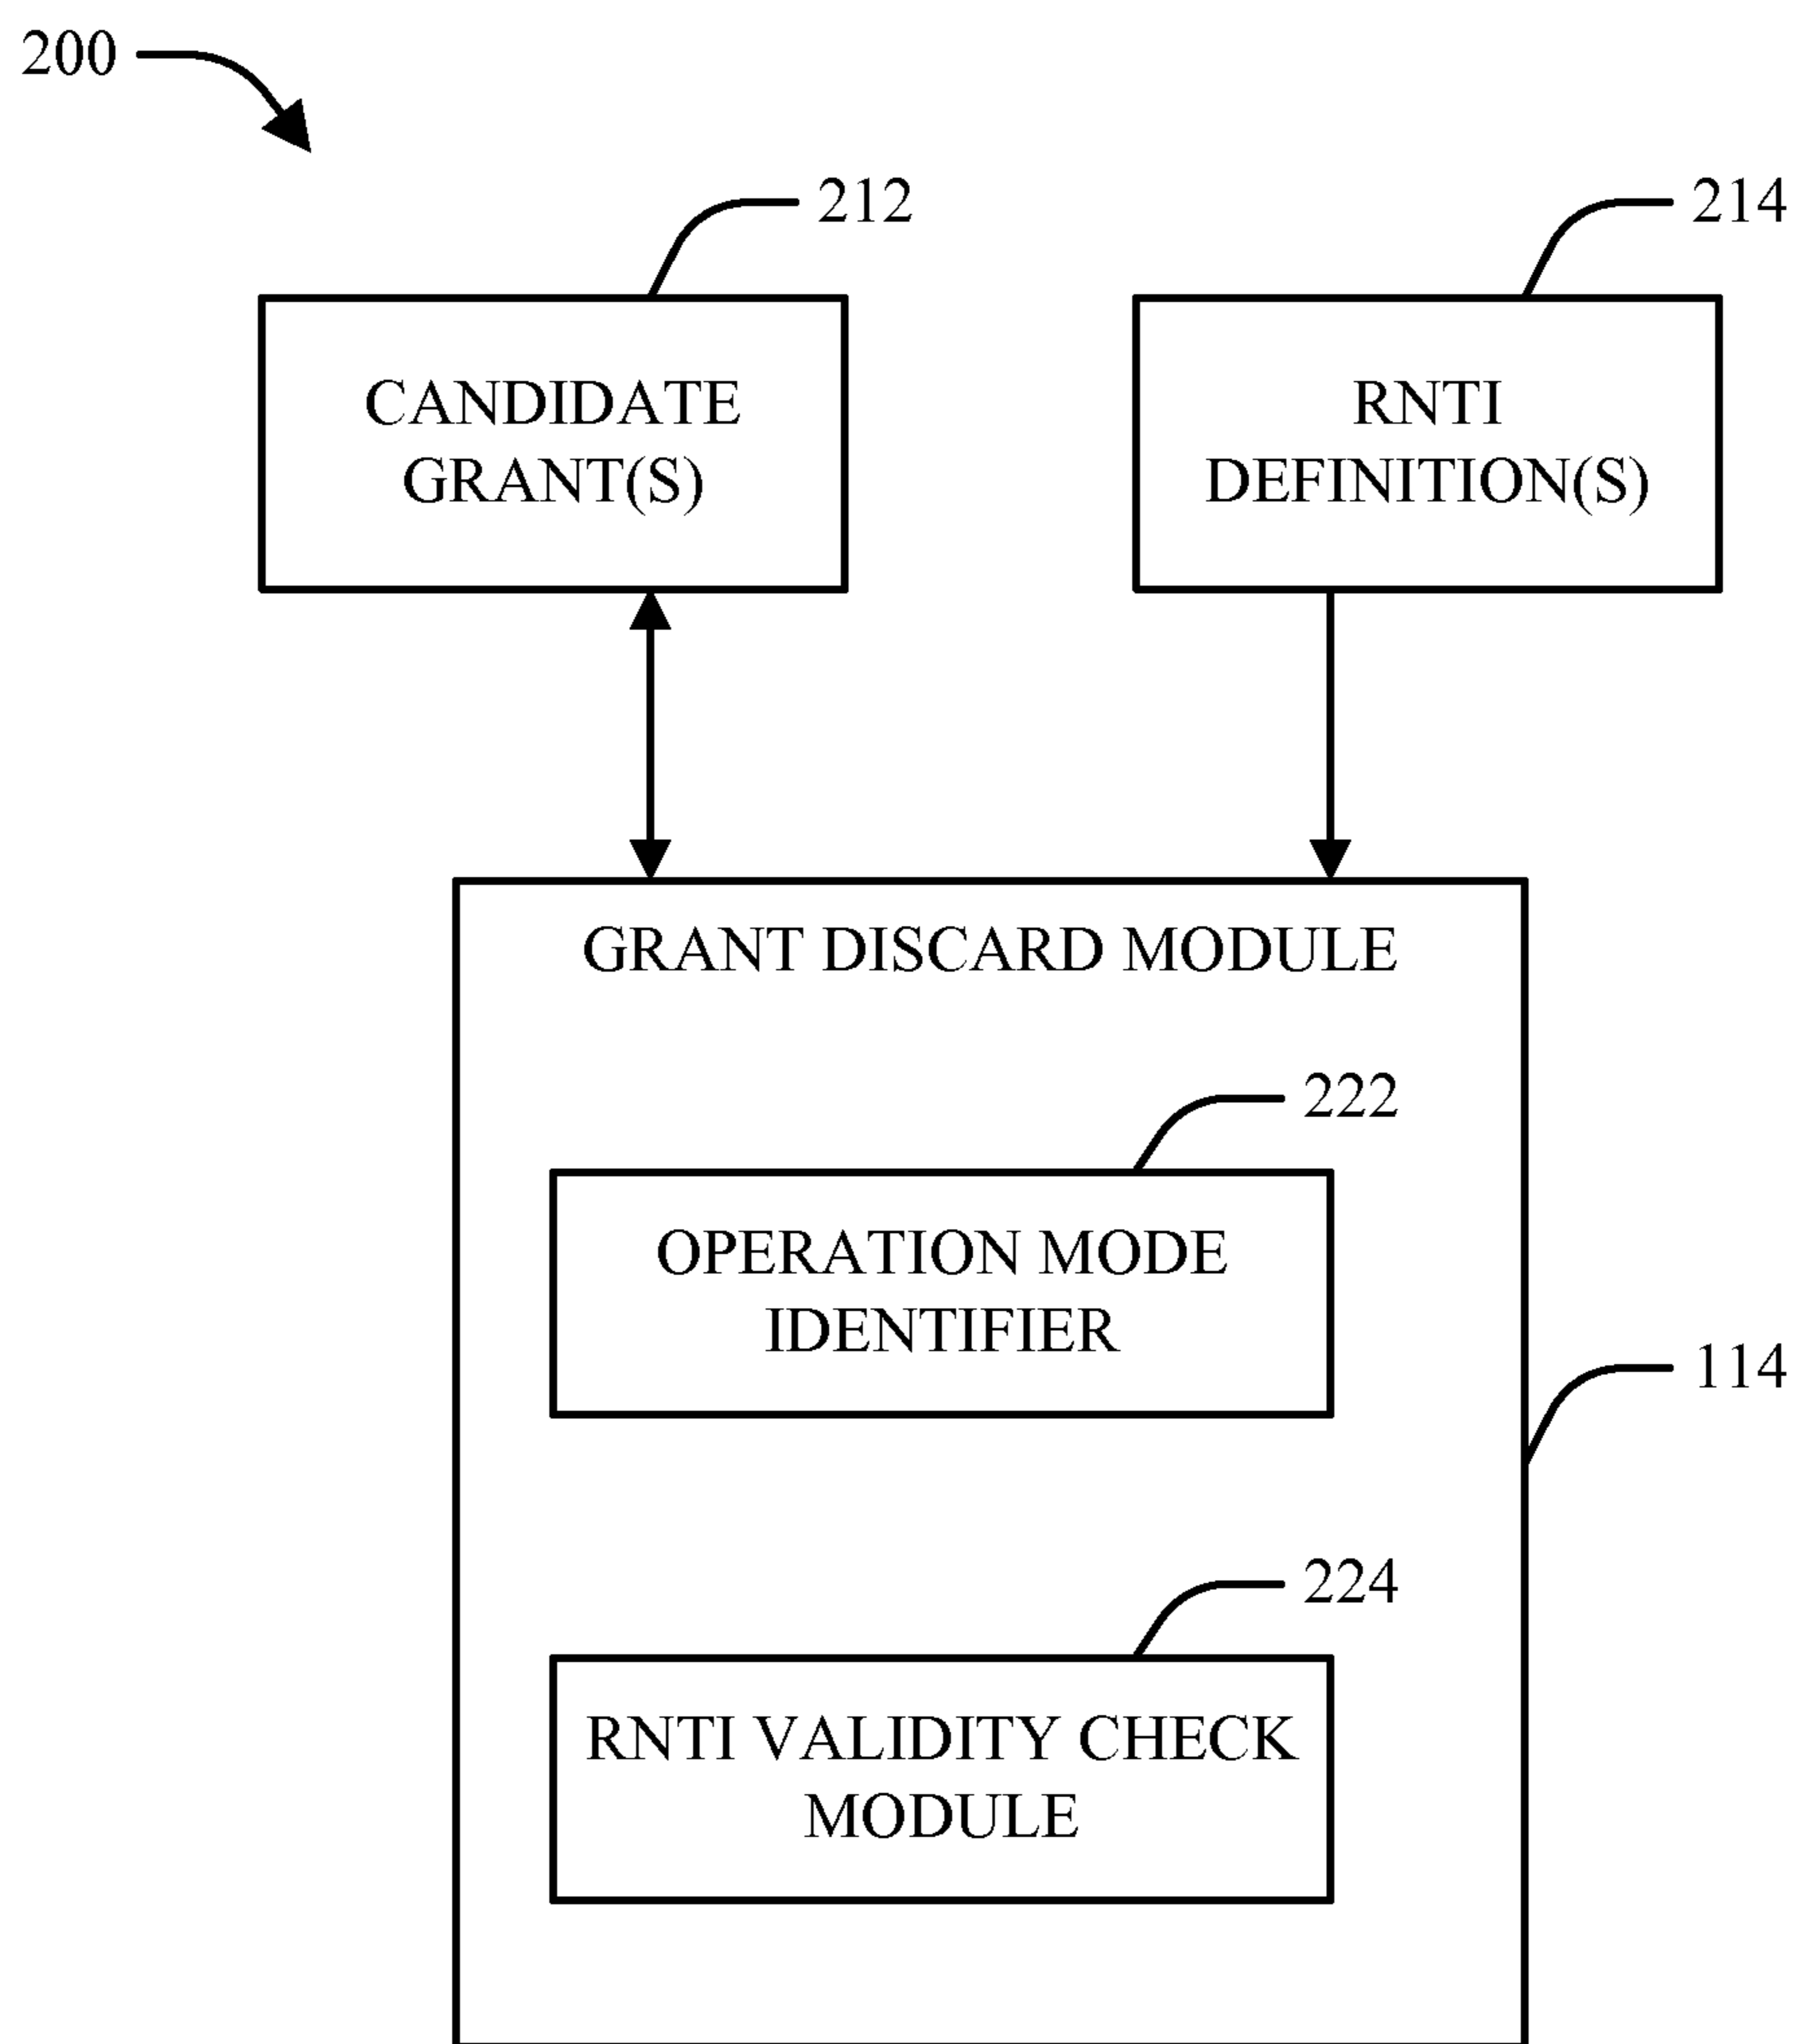 200
212
214
CANDIDATE
GRANT(S)
RNTI
DEFINITION(S)
GRANT DISCARD MODULE
222
OPERATION MODE
IDENTIFIER
114
224
RNTI VALIDITY CHECK
MODULE